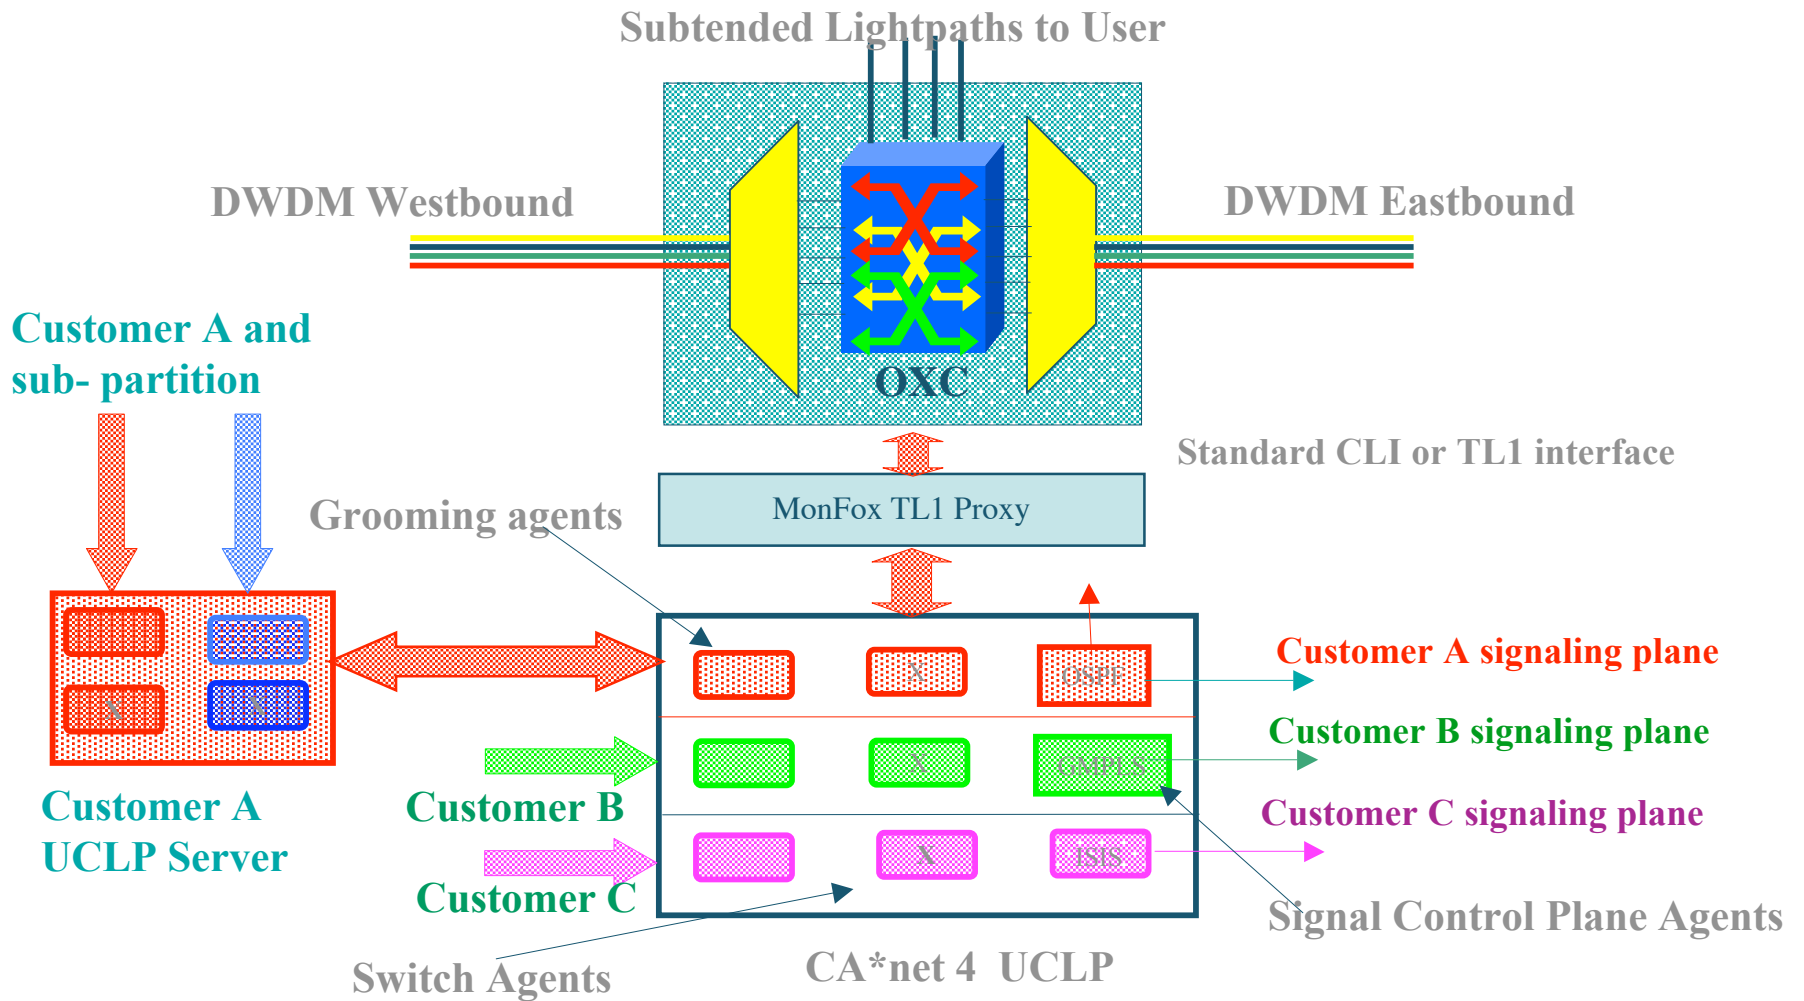 Subtended Lightpaths to User
DWDM Westbound
DWDM Eastbound
OXC
Customer A and
sub- partition
Standard CLI or TL1 interface
MonFox TL1 Proxy
Grooming agents
X
OSPF
Customer A signaling plane
X
X
X
GMPLS
Customer B signaling plane
Customer A
UCLP Server
Customer B
X
ISIS
Customer C signaling plane
Customer C
Signal Control Plane Agents
Switch Agents
CA*net 4 UCLP